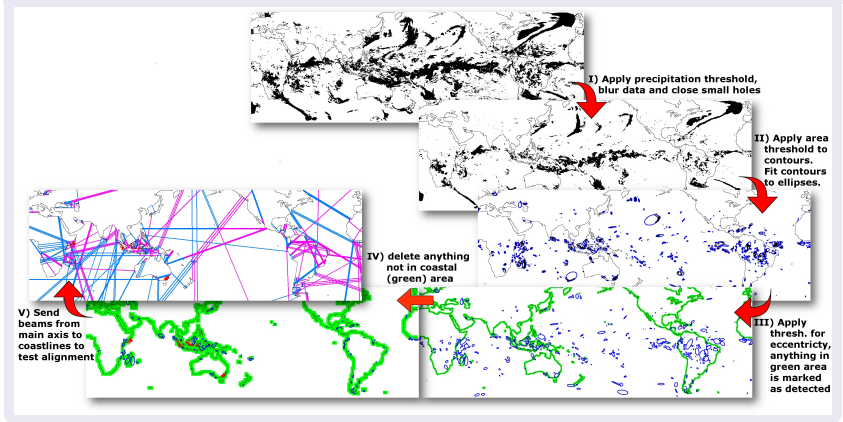 I) Apply precipitation threshold,
blur data and close small holes
II) Apply area
threshold to
contours.
Fit contours
to ellipses.
III) Apply
thresh. for
eccentricty,
anything in
green area
is marked
as detected
IV) delete anything
not in coastal
(green) area
V) Send
beams from
main axis to
coastlines to
test alignment